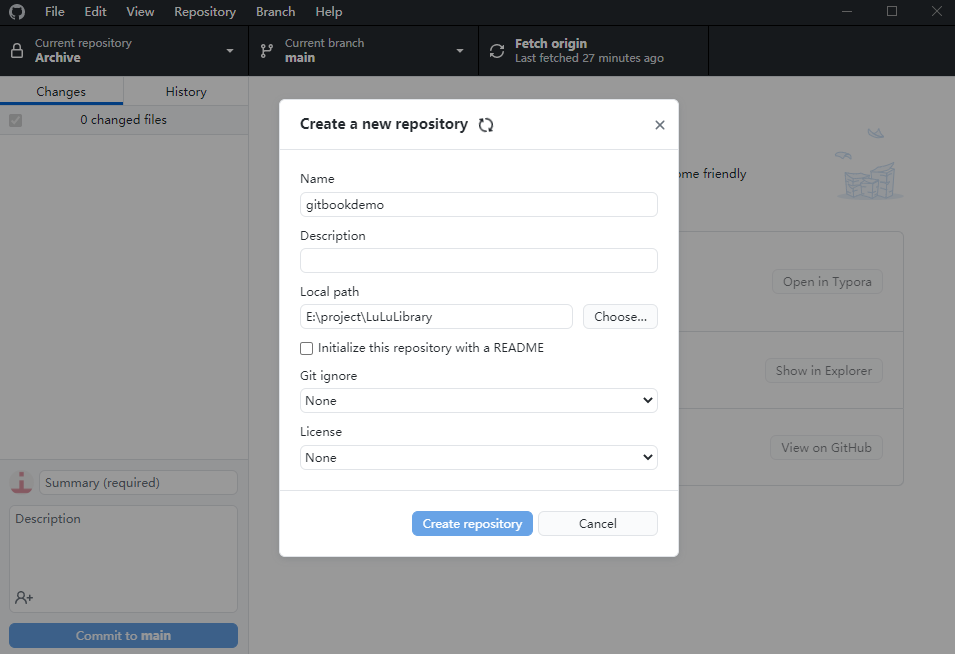 File Edit View Repository Branch Help
Current repository
Archive
Current branch
main
Fetch origin
Last fetched 27 minutes ago
Changes History
0 changed files
Create a new repository
Name
gitbookdemo
Description
Local path
E:\project\LuLuLibrary
Choose...
Initialize this repository with a README
Git ignore
None
License
None
Create repository
Cancel
friendly
Open in Typora
Show in Explorer
View on GitHub
Summary (required)
Description
Commit to main